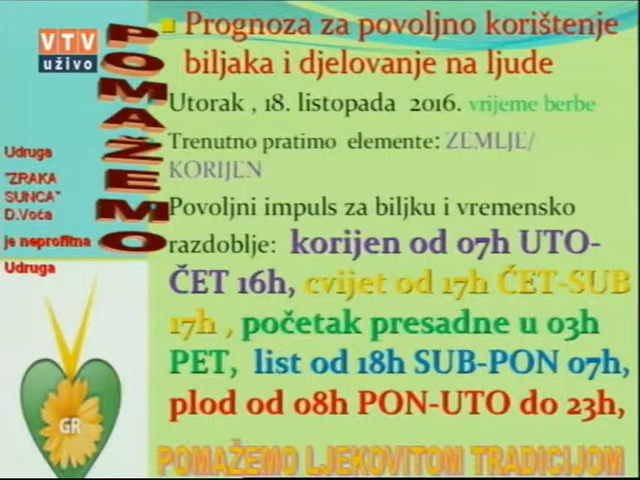 VTV
uživo
POMAŽEMO
Udruga
"ZRAKA
SUNCA"
D.Voća
je neprofitna
Udruga
GR
Prognoza za povoljno korištenje
biljaka i djelovanje na ljude
Utorak , 18. listopada 2016. vrijeme berbe
Trenutno pratimo elemente: ZEMLJE/
KORIJEN
Povoljni impuls za biljku i vremensko
razdoblje: korijen od 07h UTO-
ČET 16h, cvijet od 17h ČET-SUB
17h , početak presadne u 03h
PET, list od 18h SUB-PON 07h,
plod od 08h PON-UTO do 23h,
POMAŽEMO LJEKOVITOM TRADICIJOM